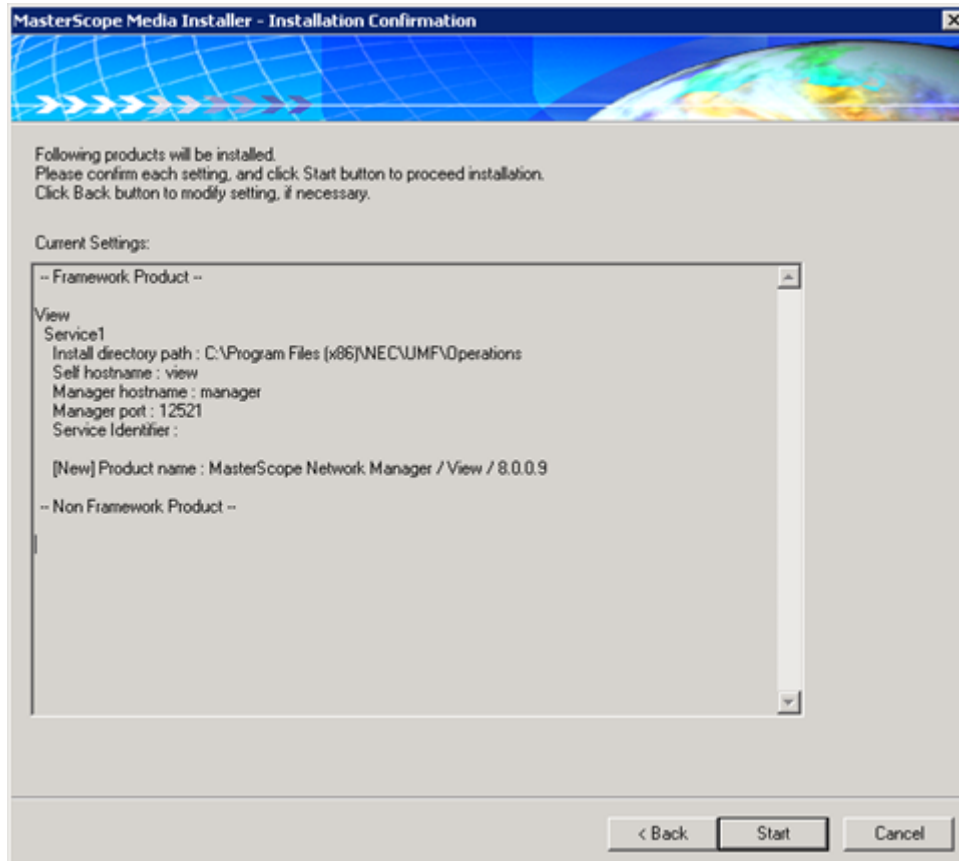 MasterScope Media Installer - Installation Confirmation
Following products will be installed.
Please confirm each setting, and click Start button to proceed installation.
Click Back button to modify setting, if necessary.
Current Settings:
-- Framework Product --
View
Service1
Install directory path : C:\Program Files (x86)\NEC\UMF\Operations
Self hostname : view
Manager hostname : manager
Manager port : 12521
Service Identifier :
[New] Product name : MasterScope Network Manager / View / 8.0.0.9
-- Non Framework Product --
< Back
Start
Cancel